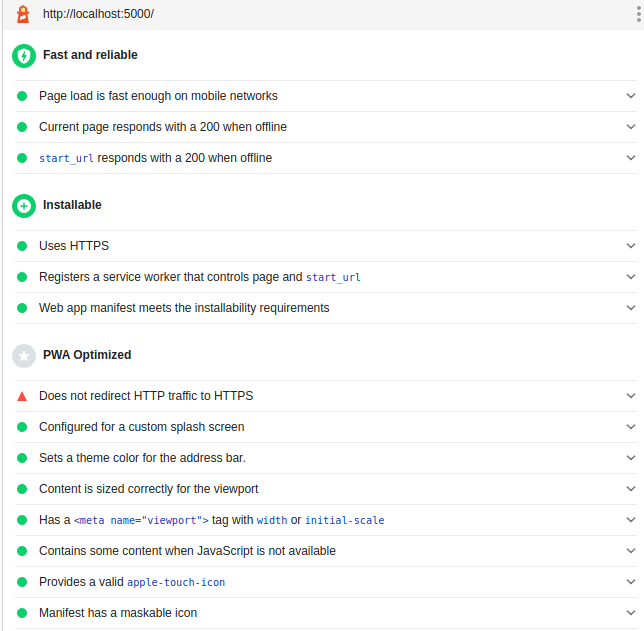 http://localhost:5000/
Fast and reliable
Page load is fast enough on mobile networks
Current page responds with a 200 when offline
start_url responds with a 200 when offline
Installable
Uses HTTPS
Registers a service worker that controls page and start_url
Web app manifest meets the installability requirements
PWA Optimized
Does not redirect HTTP traffic to HTTPS
Configured for a custom splash screen
Sets a theme color for the address bar.
Content is sized correctly for the viewport
Has a <meta name="viewport"> tag with width or initial-scale
Contains some content when JavaScript is not available
Provides a valid apple-touch-icon
Manifest has a maskable icon